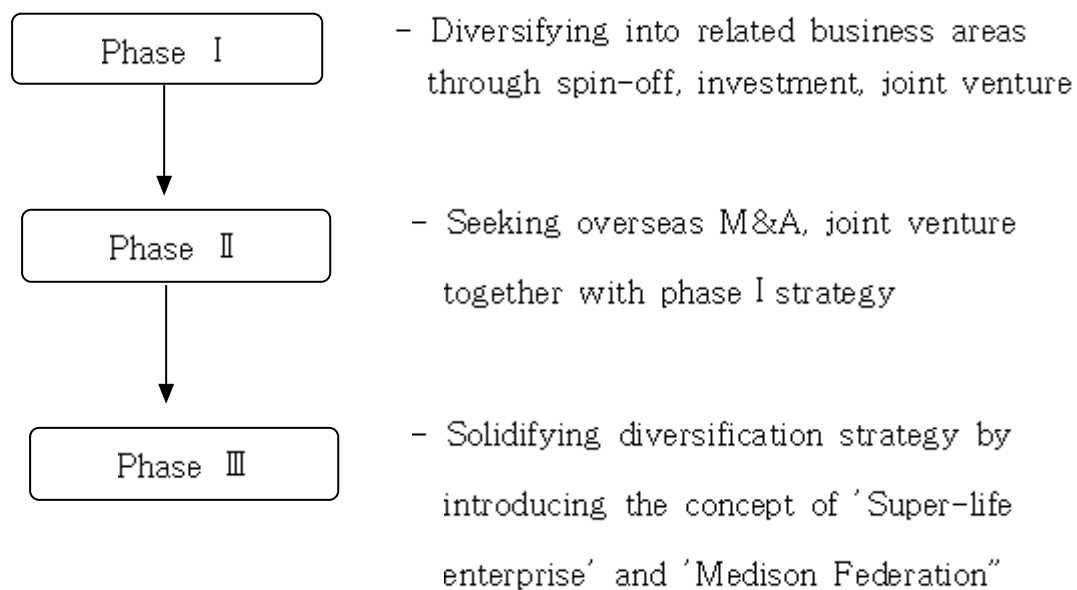 Phase Ⅰ
- Diversifying into related business areas
through spin-off, investment, joint venture
Phase Ⅱ
- Seeking overseas M&A, joint venture
together with phase Ⅰ strategy
Phase Ⅲ
- Solidifying diversification strategy by
introducing the concept of 'Super-life
enterprise' and 'Medison Federation"